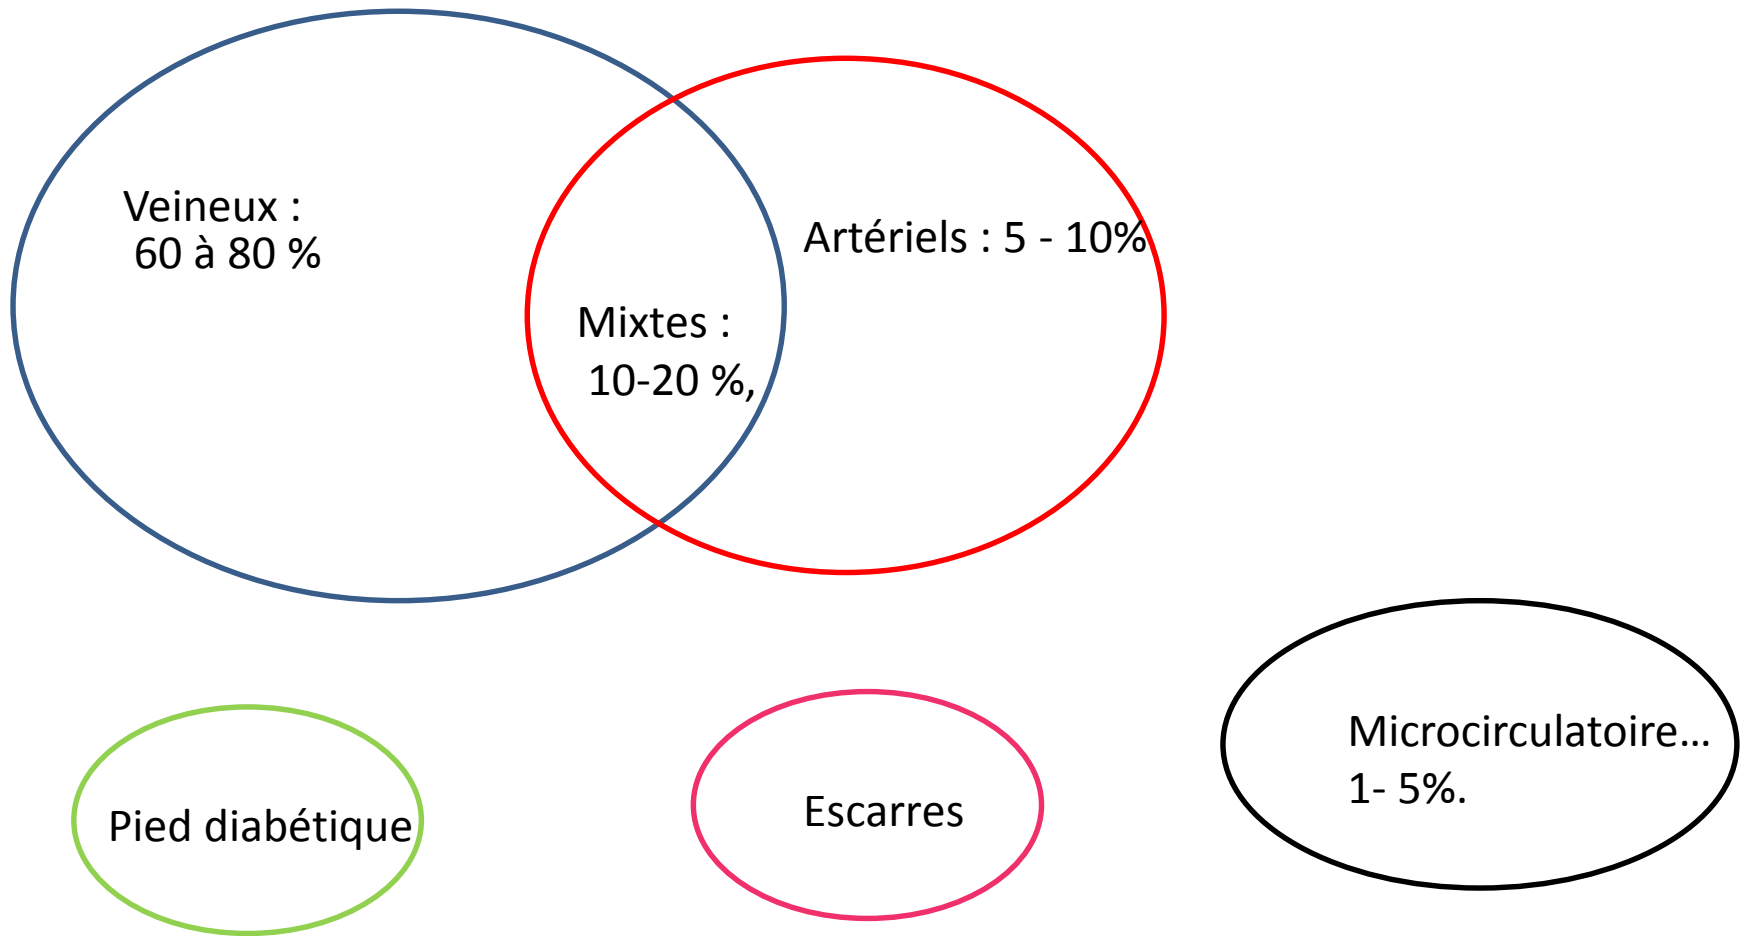 Veineux :
60 à 80 %
Artériels : 5 - 10%
Mixtes :
10-20 %,
Microcirculatoire...
1- 5%.
Pied diabétique
Escarres